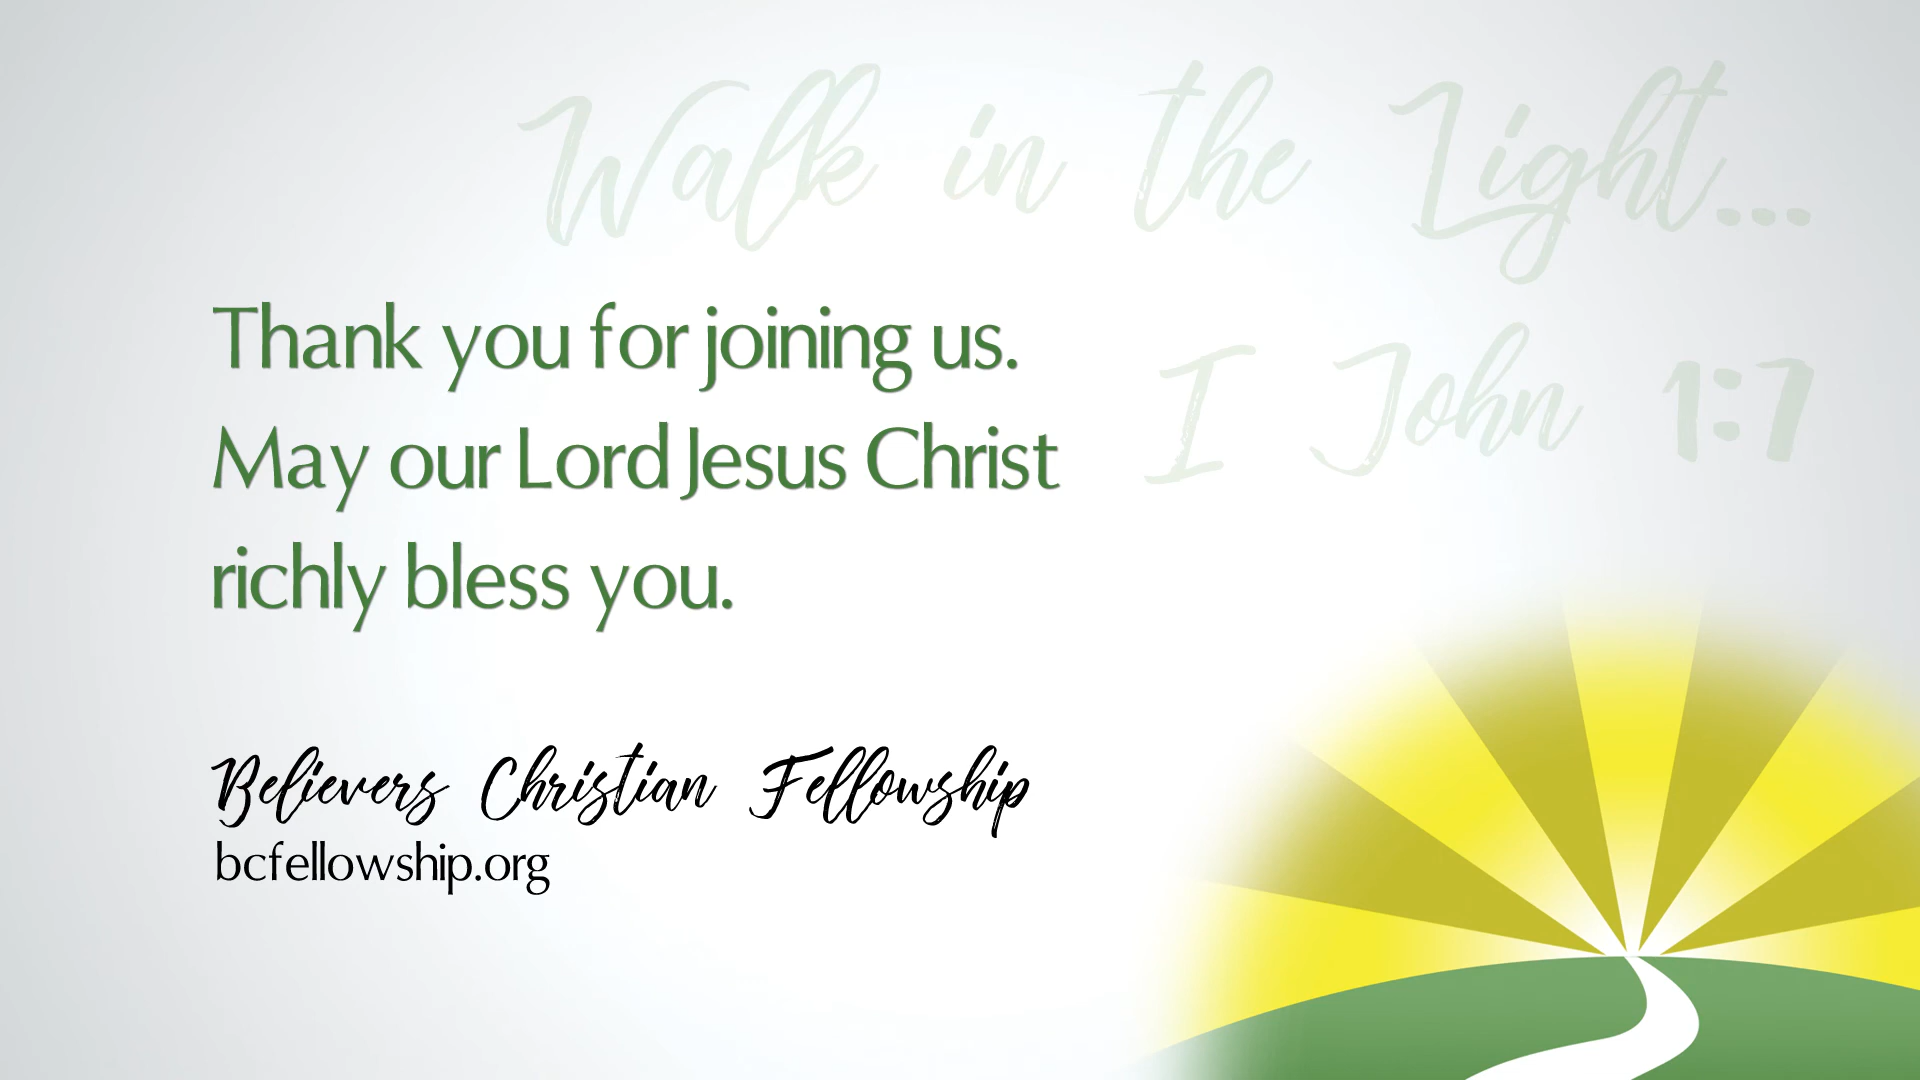 Walk in the Light...
I John 1:7
Thank you for joining us.
May our Lord Jesus Christ
richly bless you.
Believers Christian Fellowship
bcfellowship.org